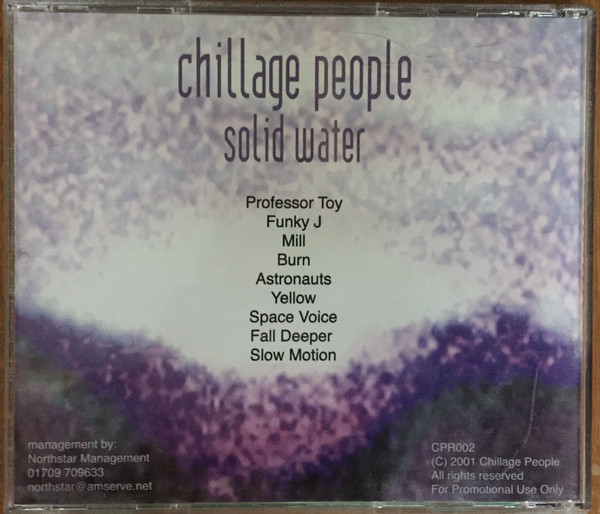 chillage people
solid water
Professor Toy
Funky J
Mill
Burn
Astronauts
Yellow
Space Voice
Fall Deeper
Slow Motion
management by:
Northstar Management
01709 709633
northstar@amserve.net
CPR002
(C) 2001 Chillage People
All rights reserved
For Promotional Use Only